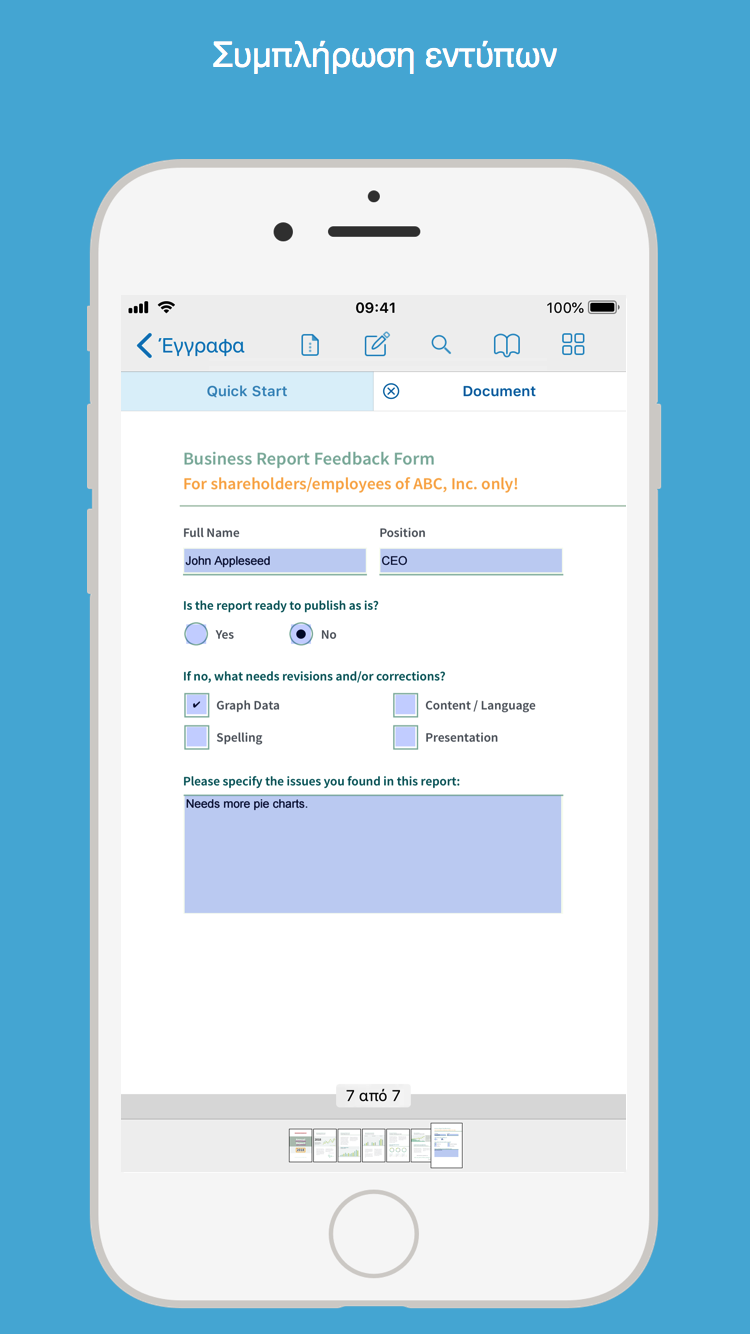 Συμπλήρωση εντύπων
09:41
100%
Έγγραφα
Quick Start
Document
Business Report Feedback Form
For shareholders/employees of ABC, Inc. only!
Full Name
Position
John Appleseed
CEO
Is the report ready to publish as is?
Yes
No
If no, what needs revisions and/or corrections?
Graph Data
Content / Language
Spelling
Presentation
Please specify the issues you found in this report:
Needs more pie charts.
7 από 7